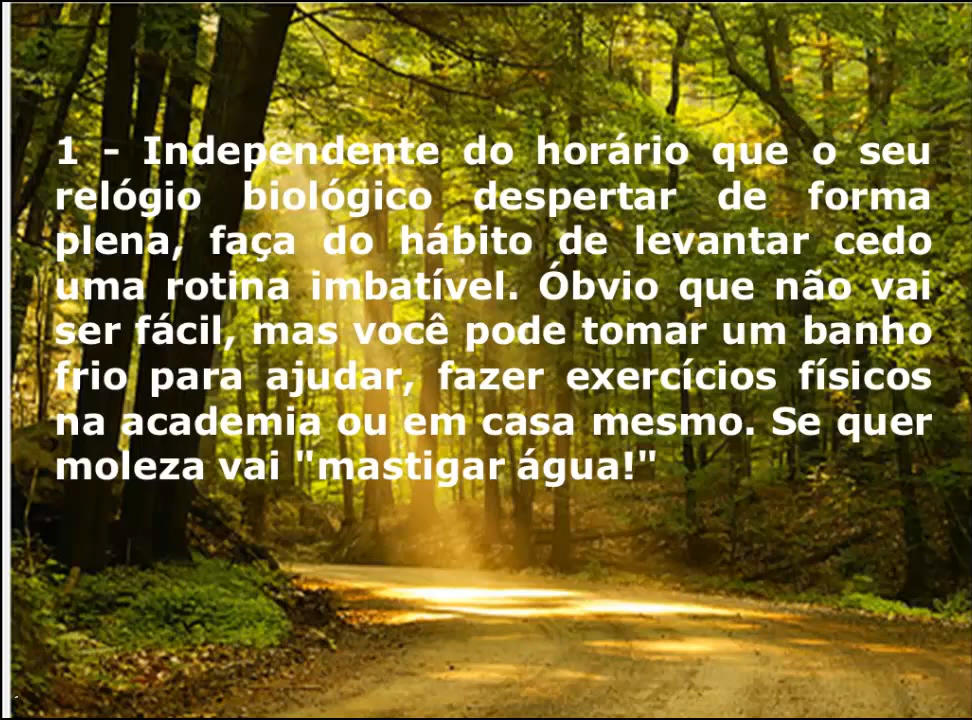 1 - Independente do horário que o seu
relógio biológico despertar de forma
plena, faça do hábito de levantar cedo
uma rotina imbatível. Óbvio que não vai
ser fácil, mas você pode tomar um banho
frio para ajudar, fazer exercícios físicos
na academia ou em casa mesmo. Se quer
moleza vai "mastigar água!"